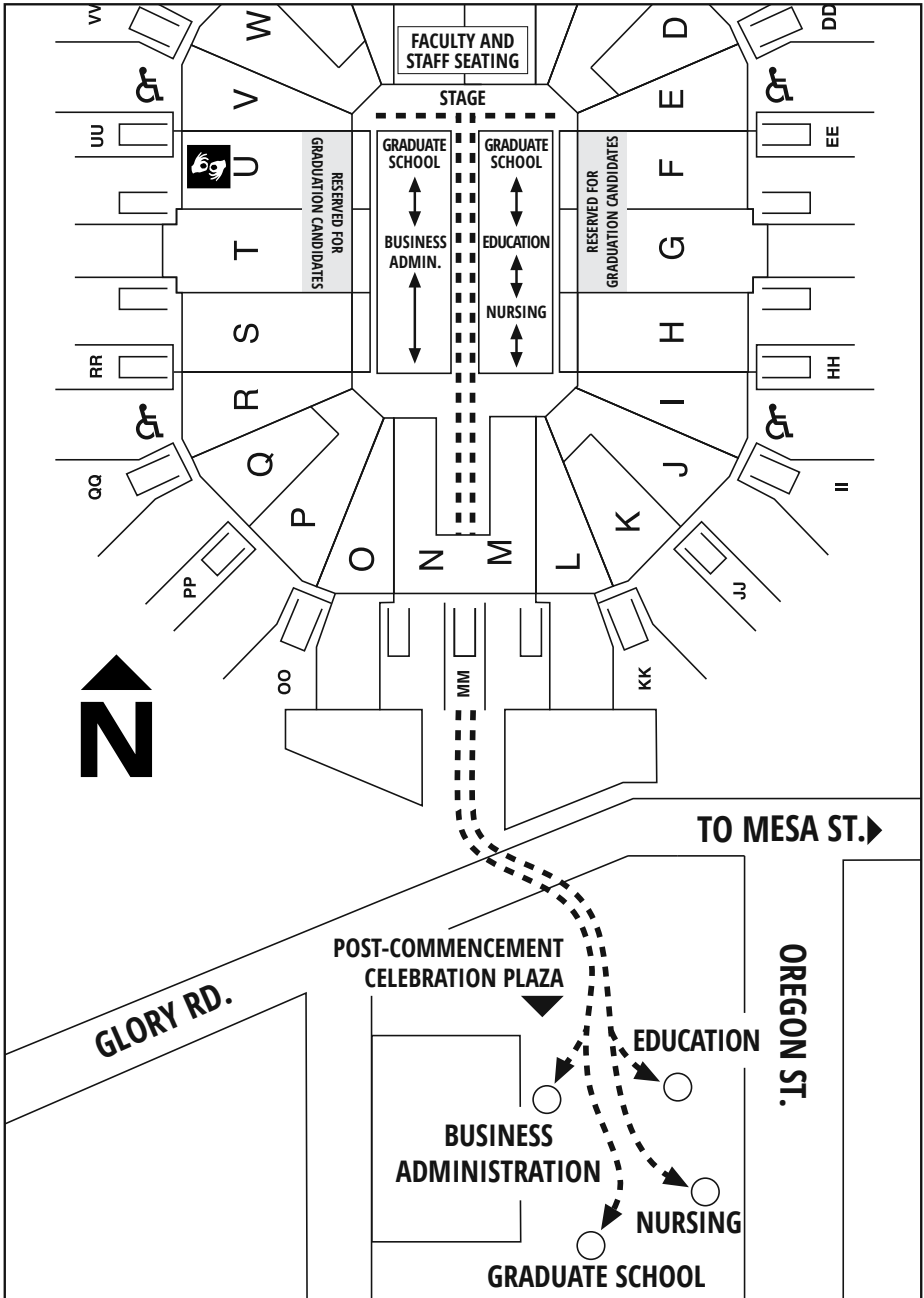 VV
W
FACULTY AND
STAFF SEATING
D
DD
V
STAGE
E
UU
U
RESERVED FOR
GRADUATION CANDIDATES
GRADUATE
SCHOOL
GRADUATE
SCHOOL
RESERVED FOR
GRADUATION CANDIDATES
F
EE
T
BUSINESS
ADMIN.
EDUCATION
G
NURSING
S
H
RR
HH
R
I
QQ
Q
J
II
P
K
PP
O
N
M
L
JJ
OO
MM
KK
N
TO MESA ST.
POST-COMMENCEMENT
CELEBRATION PLAZA
GLORY RD.
OREGON ST.
EDUCATION
BUSINESS
ADMINISTRATION
NURSING
GRADUATE SCHOOL